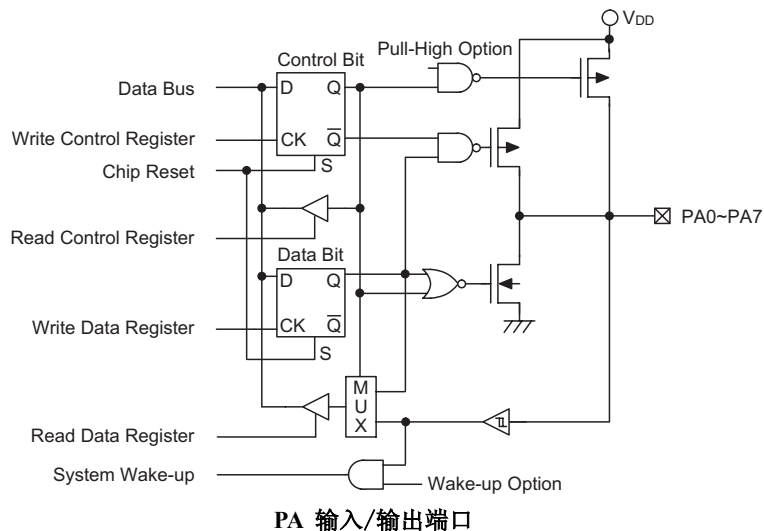 V_DD
Pull-High Option
Control Bit
Data Bus
D
Q
Write Control Register
CK
Q̅
Chip Reset
S
PA0~PA7
Read Control Register
Data Bit
D
Q
Write Data Register
CK
Q̅
S
M
U
X
Read Data Register
System Wake-up
Wake-up Option
PA 输入/输出端口